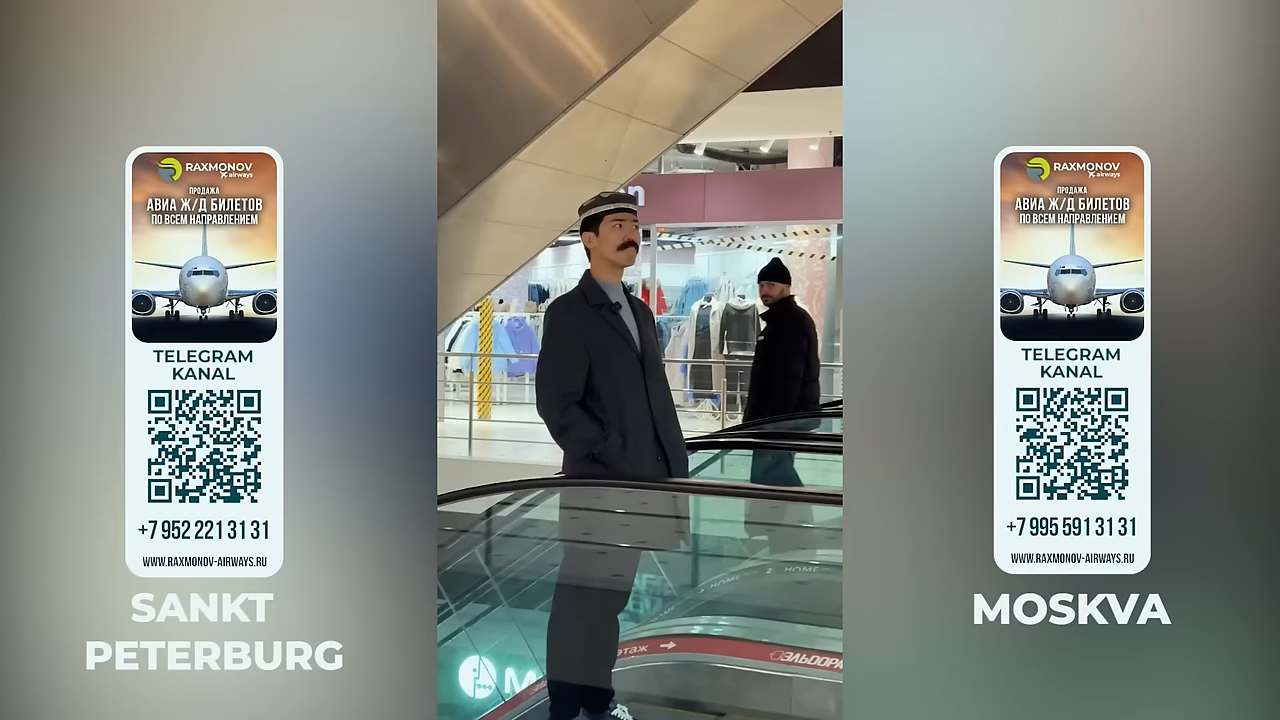 RAXMONOV
airways
ПРОДАЖА
АВИА Ж/Д БИЛЕТОВ
ПО ВСЕМ НАПРАВЛЕНИЕМ
TELEGRAM
KANAL
+7 952 221 31 31
WWW.RAXMONOV-AIRWAYS.RU
SANKT
PETERBURG
n
HOME
2 HOME
этаж →
ЭЛЬДОРА
M
RAXMONOV
airways
ПРОДАЖА
АВИА Ж/Д БИЛЕТОВ
ПО ВСЕМ НАПРАВЛЕНИЕМ
TELEGRAM
KANAL
+7 995 591 31 31
WWW.RAXMONOV-AIRWAYS.RU
MOSKVA